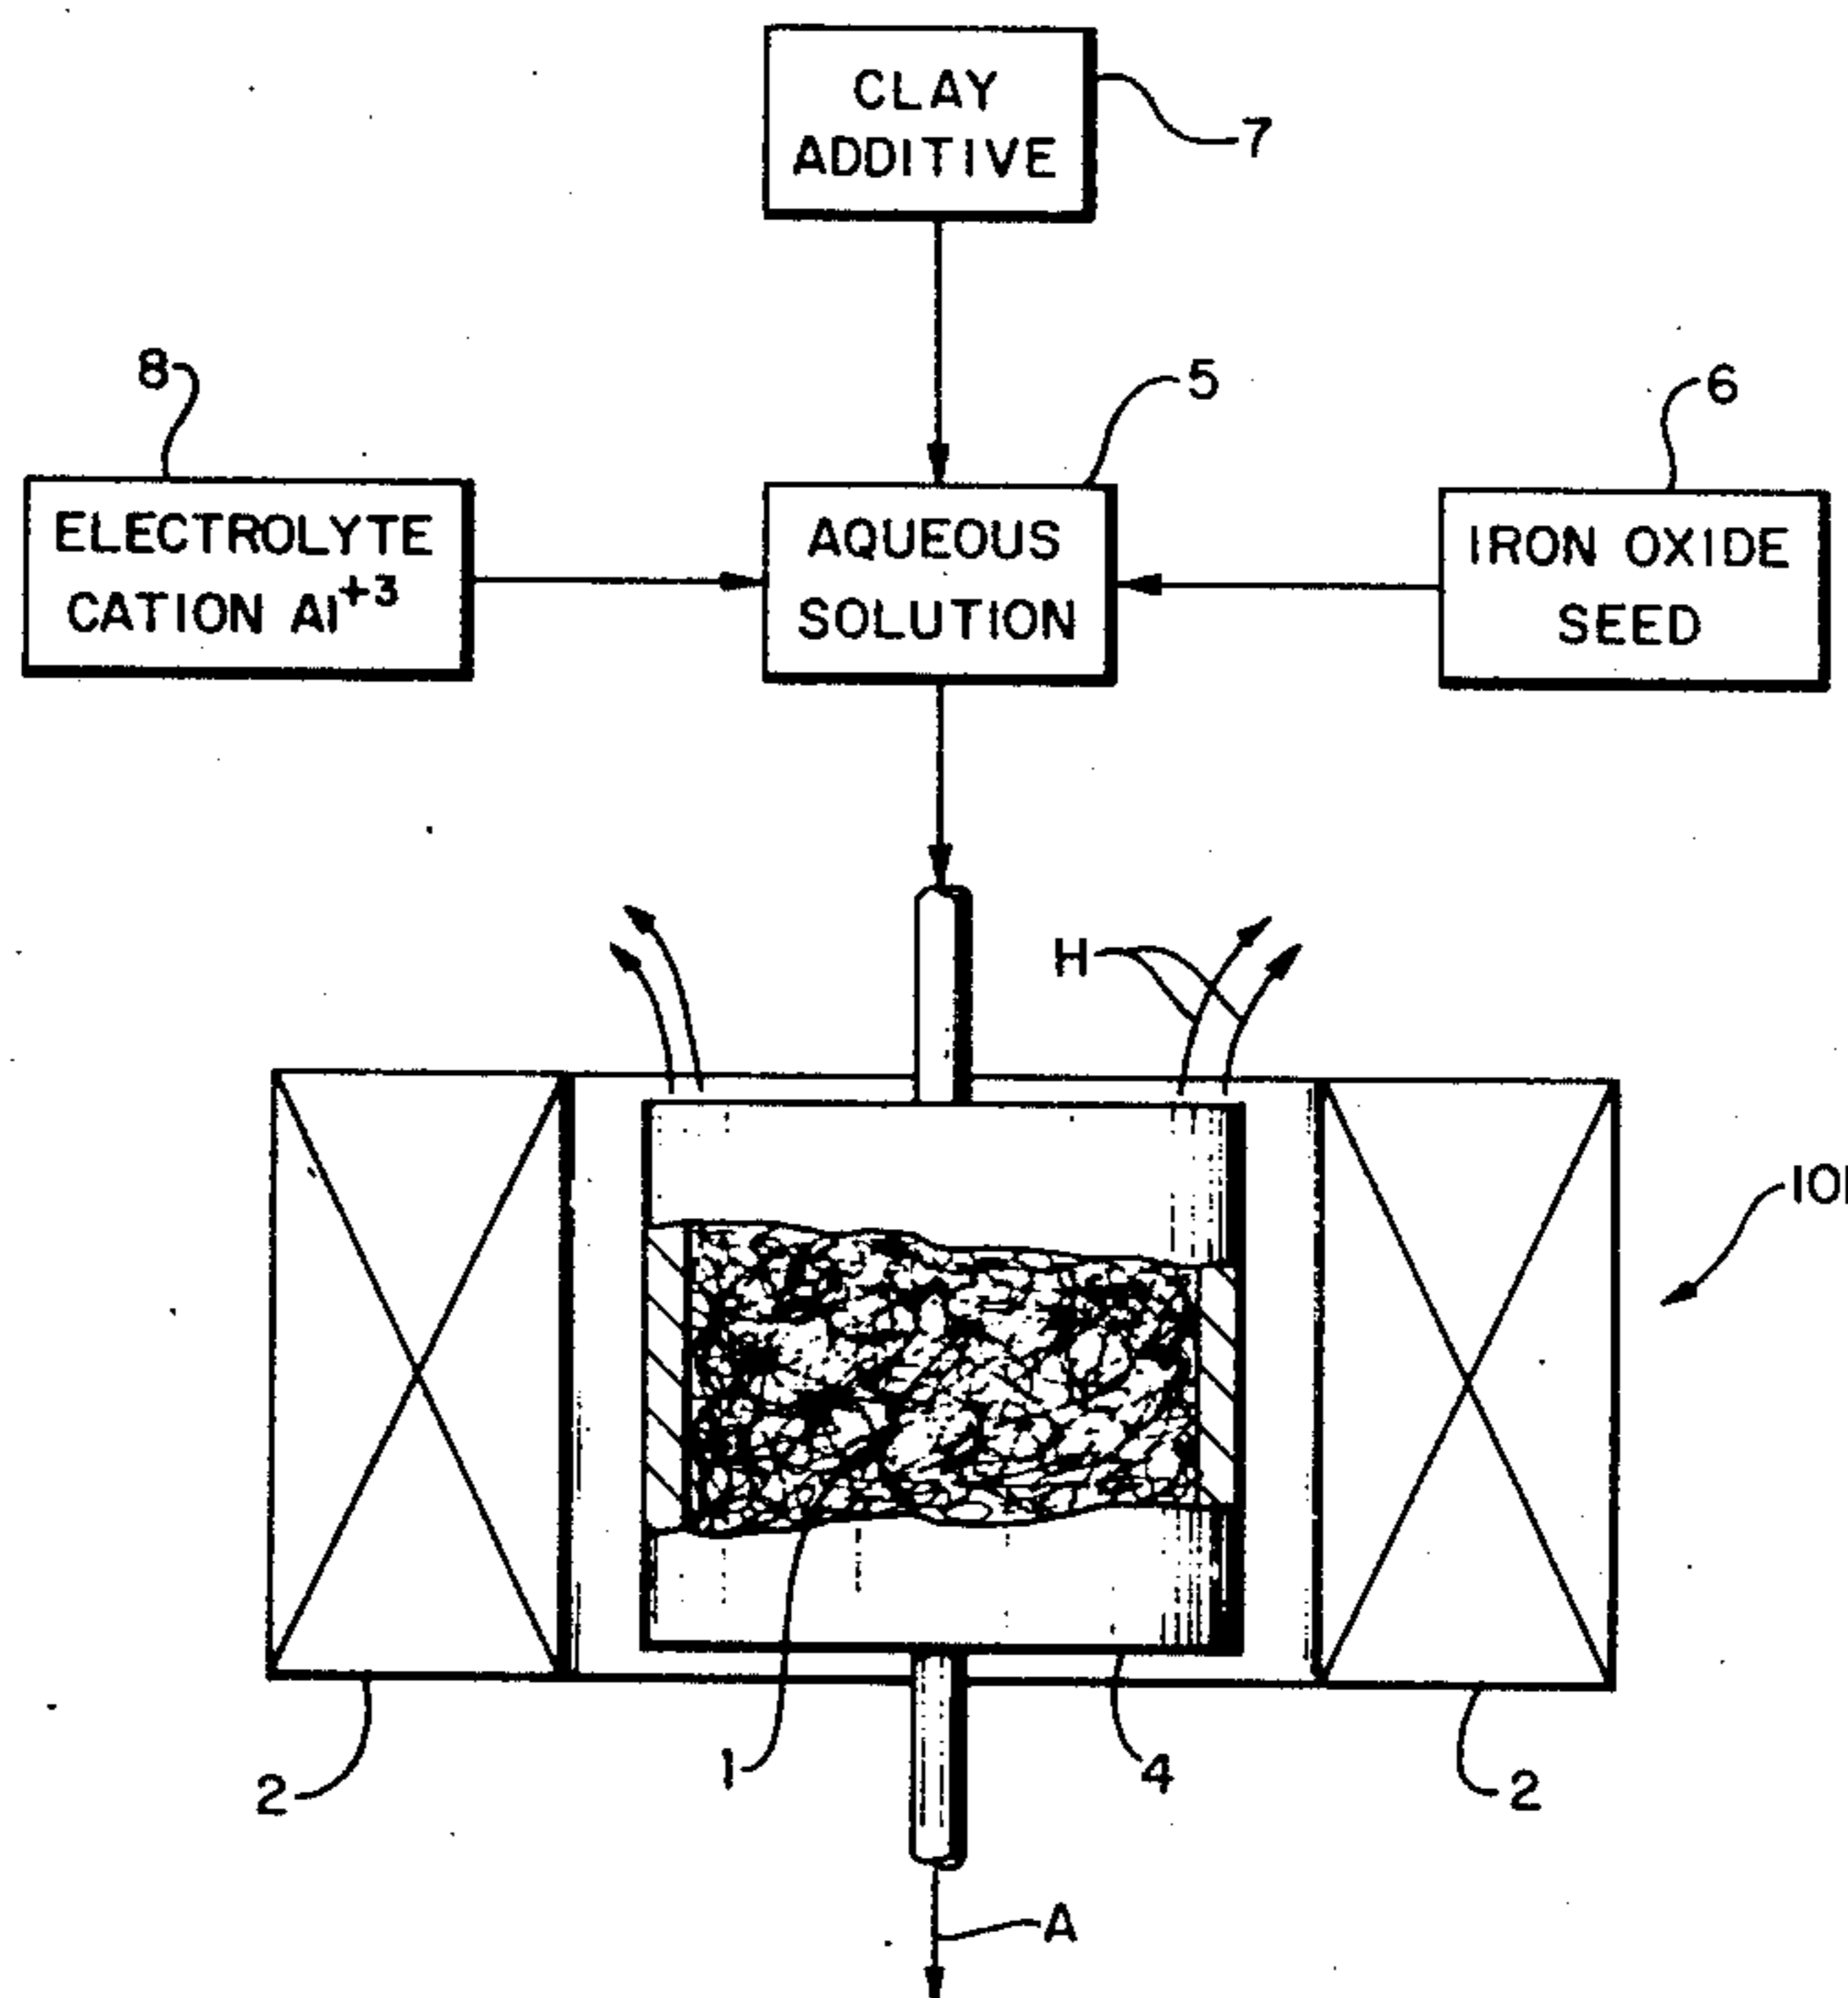 CLAY
ADDITIVE
7
8
5
6
ELECTROLYTE
CATION Al+3
AQUEOUS
SOLUTION
IRON OXIDE
SEED
H
101
2
1
4
2
A